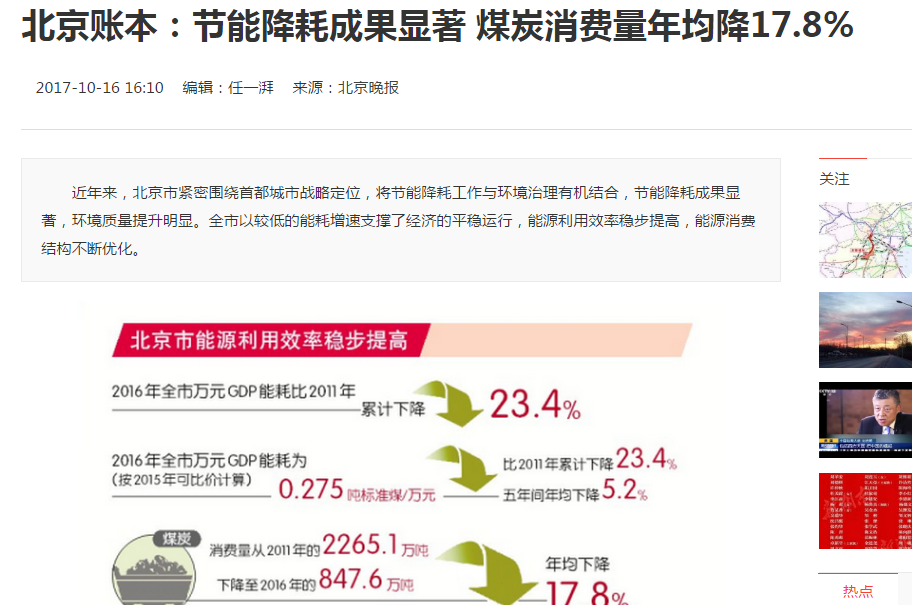 北京账本：节能降耗成果显著 煤炭消费量年均降17.8%
2017-10-16 16:10 编辑：任一湃 来源：北京晚报
近年来，北京市紧密围绕首都城市战略定位，将节能降耗工作与环境治理有机结合，节能降耗成果显
著，环境质量提升明显。全市以较低的能耗增速支撑了经济的平稳运行，能源利用效率稳步提高，能源消费
结构不断优化。
关注
北京市能源利用效率稳步提高
2016年全市万元GDP能耗比2011年
累计下降 23.4%
2016年全市万元GDP能耗为
(按2015年可比价计算)
0.275吨标准煤/万元
比2011年累计下降23.4%
五年间年均下降5.2%
煤炭
消费量从2011年的2265.1万吨
下降至2016年的847.6万吨
年均下降
17.8%
热点